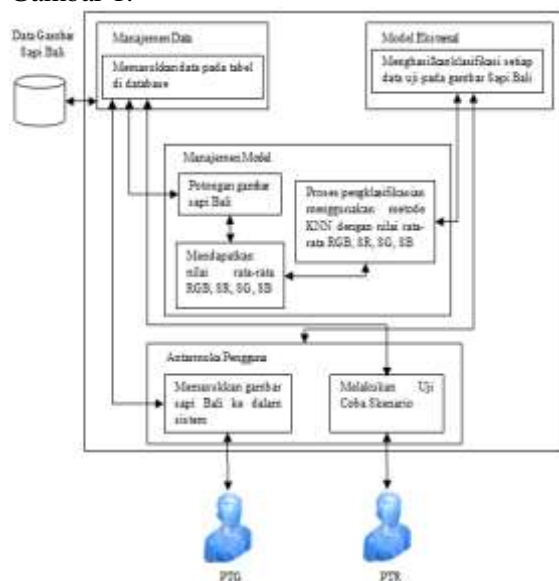 Gambar 1.
Data Gambar
Sapi Bali
Manajemen Data
Memasukkan data pada tabel
di database
Model Eksternal
Menghasilkan klasifikasi setiap
data uji pada gambar Sapi Bali
Manajemen Model
Potongan gambar
sapi Bali
Mendapatkan
nilai rata-rata
RGB, SR, SG, SB
Proses pengklasifikasian
menggunakan metode
KNN dengan nilai rata-
rata RGB, SR, SG, SB
Antarmuka Pengguna
Memasukkan gambar
sapi Bali ke dalam
sistem
Melakukan Uji
Coba Skenario
PTG
PTR